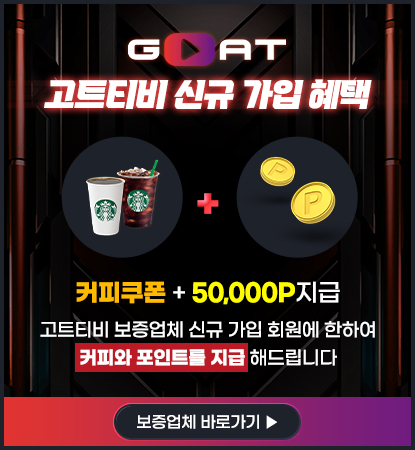 GOAT
고트티비 신규 가입 혜택
+
P
P
커피쿠폰 + 50,000P지급
고트티비 보증업체 신규 가입 회원에 한하여
커피와 포인트를 지급 해드립니다
보증업체 바로가기 ▶